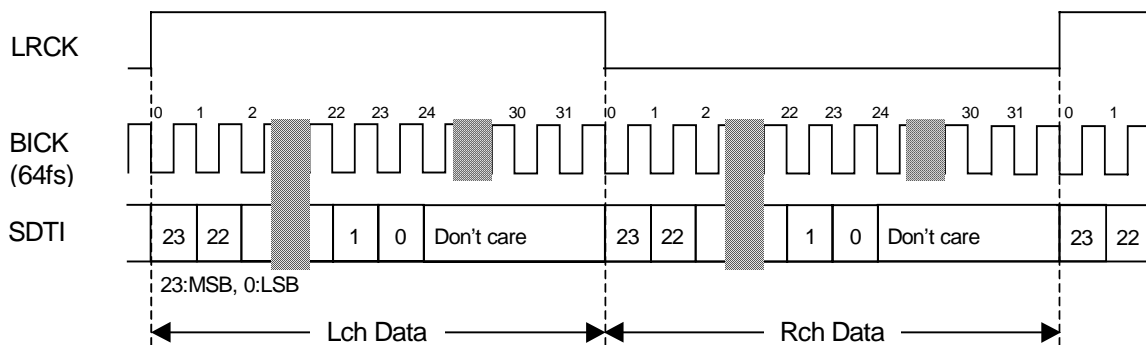 LRCK
0 1 2 22 23 24 30 31 0 1 2 22 23 24 30 31 0 1
BICK
(64fs)
SDTI
23 22 1 0 Don't care 23 22 1 0 Don't care 23 22
23:MSB, 0:LSB
Lch Data Rch Data